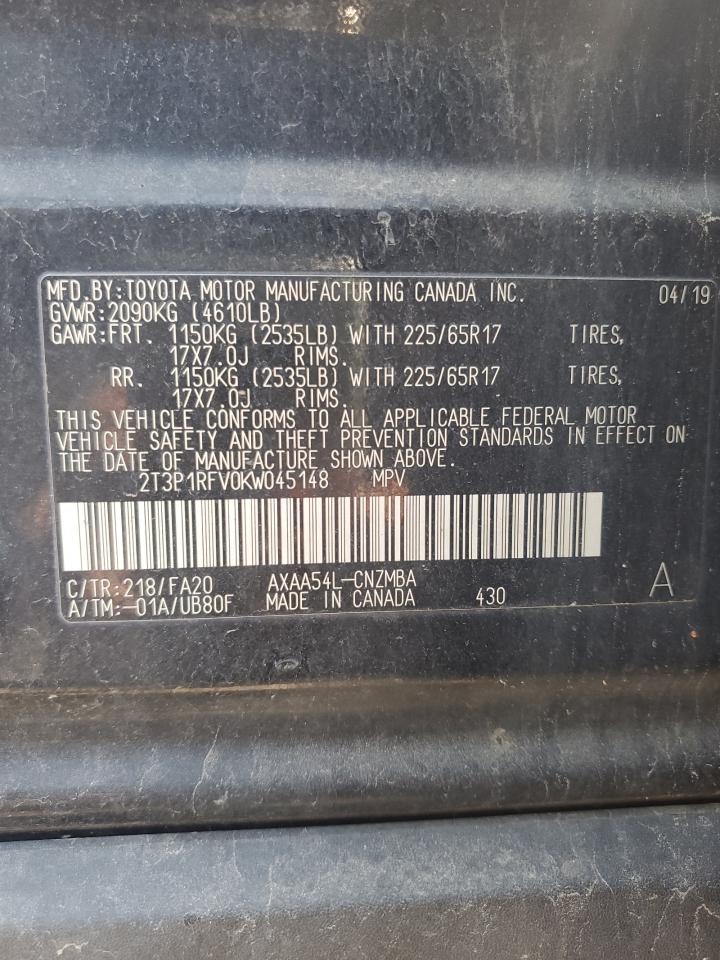 MFD.BY:TOYOTA MOTOR MANUFACTURING CANADA INC. 04/19
GVWR:2090KG (4610LB)
GAWR:FRT. 1150KG (2535LB) WITH 225/65R17 TIRES,
17X7.0J RIMS.
RR. 1150KG (2535LB) WITH 225/65R17 TIRES,
17X7.0J RIMS.
THIS VEHICLE CONFORMS TO ALL APPLICABLE FEDERAL MOTOR
VEHICLE SAFETY AND THEFT PREVENTION STANDARDS IN EFFECT ON
THE DATE OF MANUFACTURE SHOWN ABOVE.
2T3P1RFV0KW045148 MPV
C/TR:218/FA20 AXAA54L-CNZMBA
A/TM:-01A/UB80F MADE IN CANADA 430 A